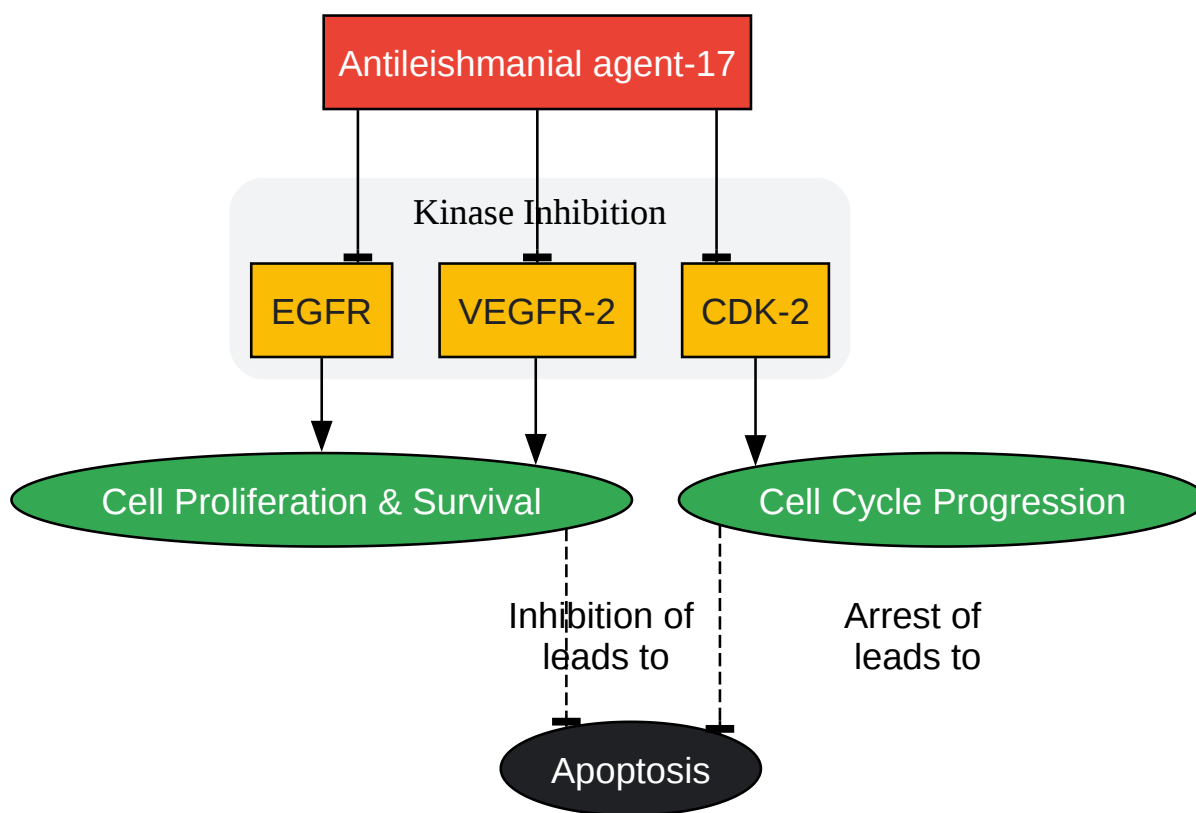 Antileishmanial agent-17
Kinase Inhibition
EGFR
VEGFR-2
CDK-2
Cell Proliferation & Survival
Cell Cycle Progression
Inhibition of
leads to
Arrest of
leads to
Apoptosis